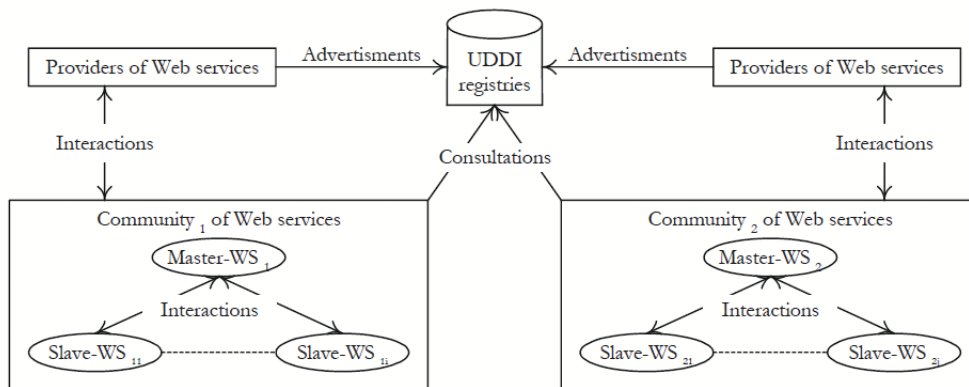 Providers of Web services
Advertisments
UDDI
registries
Advertisments
Providers of Web services
Interactions
Consultations
Interactions
Community 1 of Web services
Master-WS 1
Interactions
Slave-WS 11
Slave-WS 1i
Community 2 of Web services
Master-WS 2
Interactions
Slave-WS 21
Slave-WS 2j